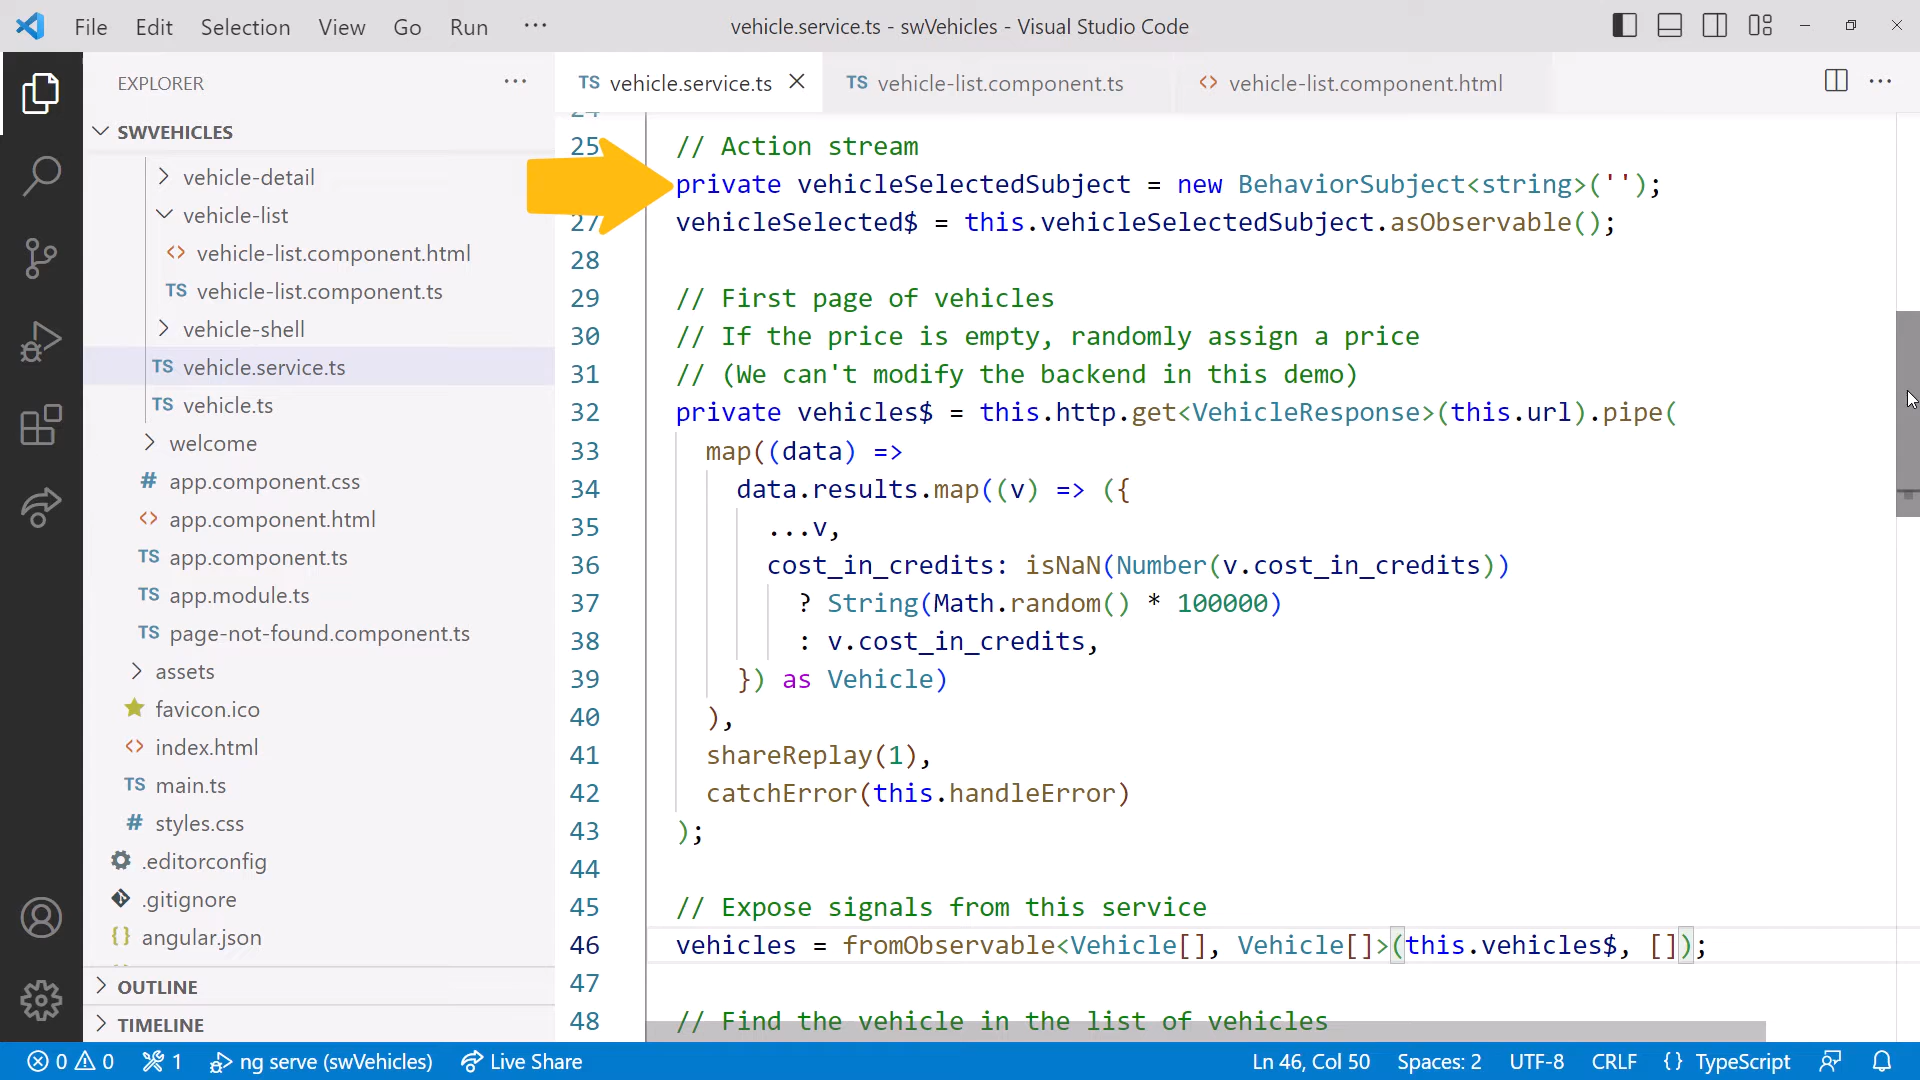 File Edit Selection View Go Run ··· vehicle.service.ts - swVehicles - Visual Studio Code
EXPLORER ···
SWVEHICLES
vehicle-detail
vehicle-list
<> vehicle-list.component.html
TS vehicle-list.component.ts
vehicle-shell
TS vehicle.service.ts
TS vehicle.ts
welcome
# app.component.css
<> app.component.html
TS app.component.ts
TS app.module.ts
TS page-not-found.component.ts
assets
favicon.ico
<> index.html
TS main.ts
# styles.css
.editorconfig
.gitignore
{} angular.json
OUTLINE
TIMELINE
TS vehicle.service.ts
TS vehicle-list.component.ts
<> vehicle-list.component.html
···
24
25 // Action stream
private vehicleSelectedSubject = new BehaviorSubject<string>('');
27 vehicleSelected$ = this.vehicleSelectedSubject.asObservable();
28
29 // First page of vehicles
30 // If the price is empty, randomly assign a price
31 // (We can't modify the backend in this demo)
32 private vehicles$ = this.http.get<VehicleResponse>(this.url).pipe(
33 map((data) =>
34 data.results.map((v) => ({
35 ...v,
36 cost_in_credits: isNaN(Number(v.cost_in_credits))
37 ? String(Math.random() * 100000)
38 : v.cost_in_credits,
39 }) as Vehicle)
40 ),
41 shareReplay(1),
42 catchError(this.handleError)
43 );
44
45 // Expose signals from this service
46 vehicles = fromObservable<Vehicle[], Vehicle[]>(this.vehicles$, []);
47
48 // Find the vehicle in the list of vehicles
0 0 1 ng serve (swVehicles) Live Share Ln 46, Col 50 Spaces: 2 UTF-8 CRLF {} TypeScript